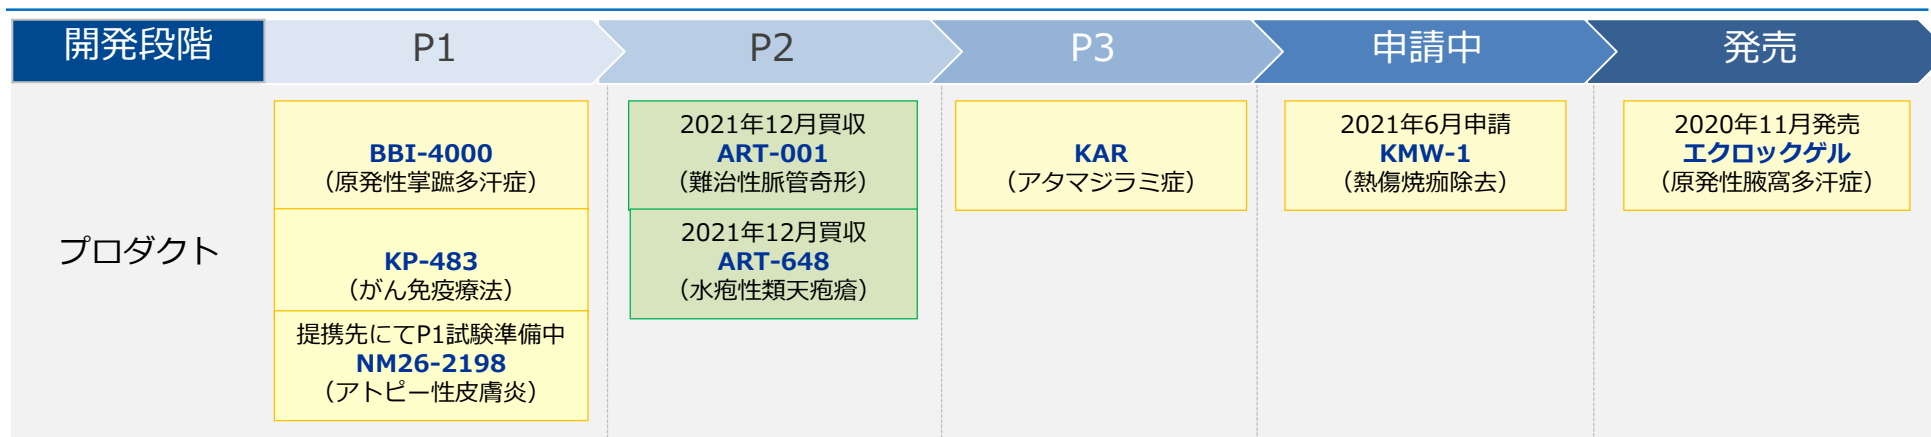 開発段階
P1
P2
P3
申請中
発売
プロダクト
BBI-4000
（原発性掌蹠多汗症）
KP-483
（がん免疫療法）
提携先にてP1試験準備中
NM26-2198
（アトピー性皮膚炎）
2021年12月買収
ART-001
（難治性脈管奇形）
2021年12月買収
ART-648
（水疱性類天疱瘡）
KAR
（アタマジラミ症）
2021年6月申請
KMW-1
（熱傷焼痂除去）
2020年11月発売
エクロックゲル
（原発性腋窩多汗症）